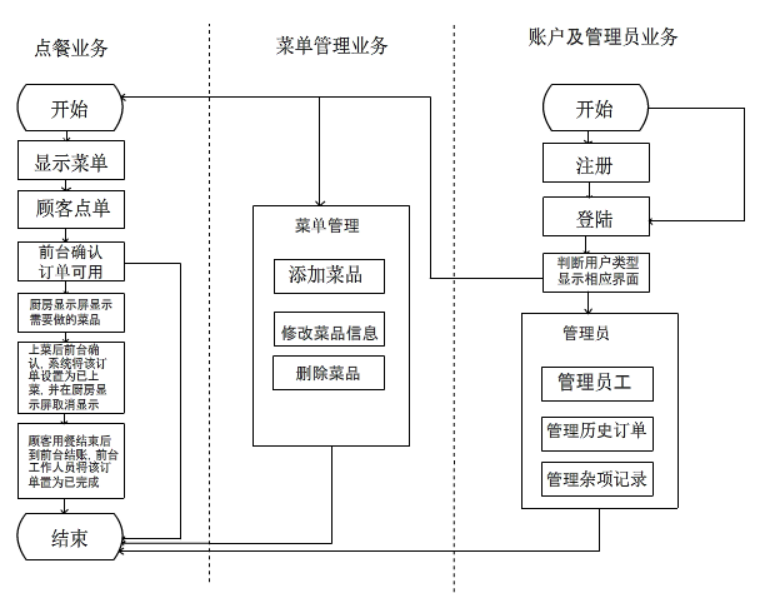 点餐业务
菜单管理业务
账户及管理员业务
开始
显示菜单
顾客点单
前台确认
订单可用
厨房显示屏显示
需要做的菜品
上菜后前台确
认,系统将该订
单设置为已上
菜,并在厨房显
示屏取消显示
顾客用餐结束后
到前台结账,前台
工作人员将该订
单置为已完成
结束
菜单管理
添加菜品
修改菜品信息
删除菜品
开始
注册
登陆
判断用户类型
显示相应界面
管理员
管理员工
管理历史订单
管理杂项记录